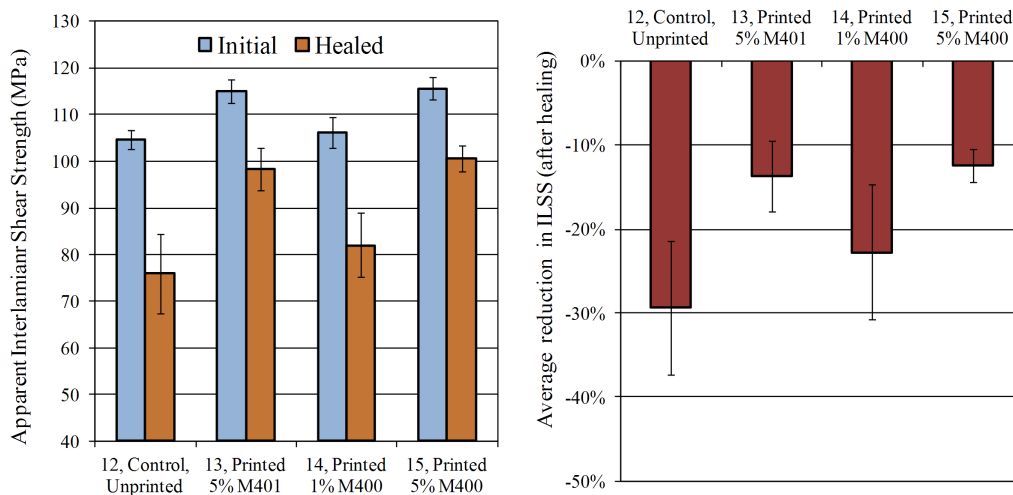 Apparent Interlamianr Shear Strength (MPa)
130
120
110
100
90
80
70
60
50
40
Initial
Healed
12, Control,
Unprinted
13, Printed
5% M401
14, Printed
1% M400
15, Printed
5% M400
Average reduction in ILSS (after healing)
12, Control,
Unprinted
13, Printed
5% M401
14, Printed
1% M400
15, Printed
5% M400
0%
-10%
-20%
-30%
-40%
-50%